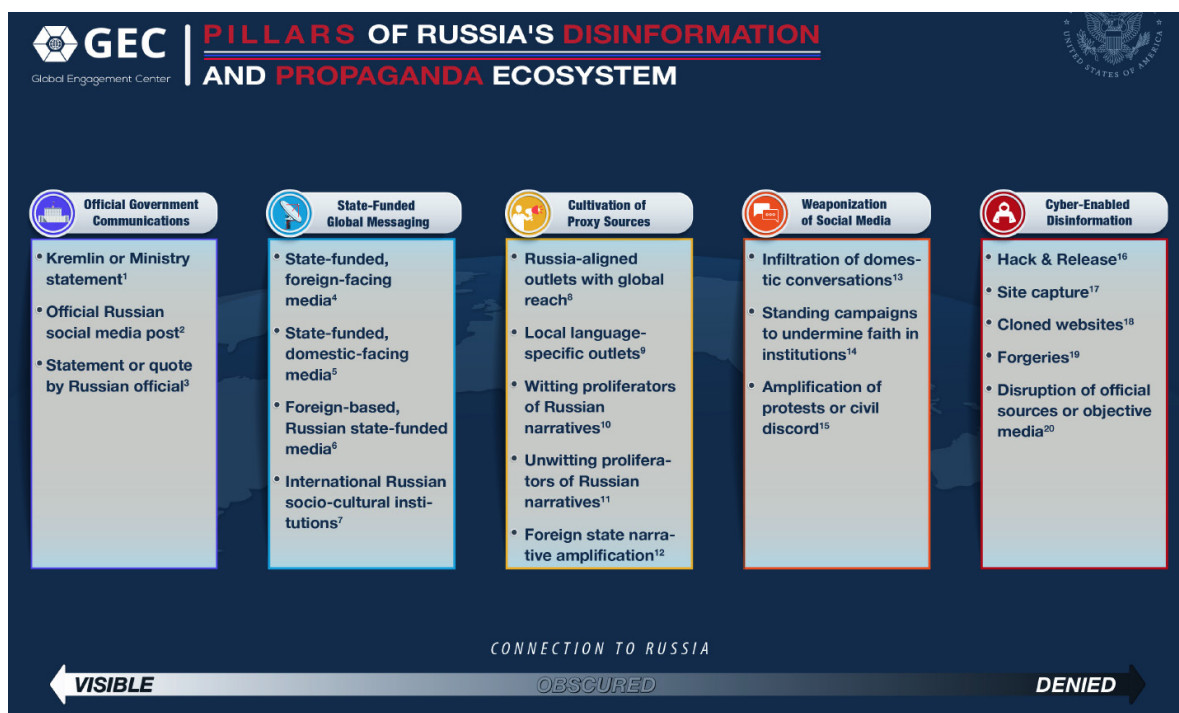 GEC
Global Engagement Center
PILLARS OF RUSSIA'S DISINFORMATION
AND PROPAGANDA ECOSYSTEM
UNITED STATES OF AMERICA
Official Government
Communications
• Kremlin or Ministry
statement¹
• Official Russian
social media post²
• Statement or quote
by Russian official³
State-Funded
Global Messaging
• State-funded,
foreign-facing
media⁴
• State-funded,
domestic-facing
media⁵
• Foreign-based,
Russian state-funded
media⁶
• International Russian
socio-cultural insti-
tutions⁷
Cultivation of
Proxy Sources
• Russia-aligned
outlets with global
reach⁸
• Local language-
specific outlets⁹
• Witting proliferators
of Russian
narratives¹⁰
• Unwitting prolifera-
tors of Russian
narratives¹¹
• Foreign state narra-
tive amplification¹²
Weaponization
of Social Media
• Infiltration of domes-
tic conversations¹³
• Standing campaigns
to undermine faith in
institutions¹⁴
• Amplification of
protests or civil
discord¹⁵
Cyber-Enabled
Disinformation
• Hack & Release¹⁶
• Site capture¹⁷
• Cloned websites¹⁸
• Forgeries¹⁹
• Disruption of official
sources or objective
media²⁰
CONNECTION TO RUSSIA
VISIBLE
OBSCURED
DENIED